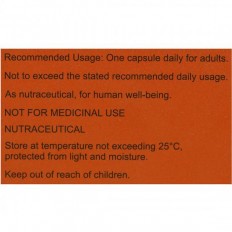 Recommended Usage: One capsule daily for adults.
Not to exceed the stated recommended daily usage.
As nutraceutical, for human well-being.
NOT FOR MEDICINAL USE
NUTRACEUTICAL
Store at temperature not exceeding 25°C,
protected from light and moisture.
Keep out of reach of children.